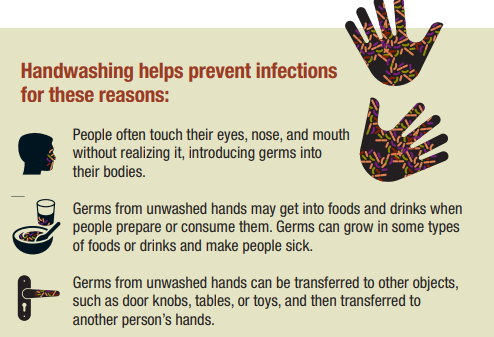 Handwashing helps prevent infections
for these reasons:
People often touch their eyes, nose, and mouth
without realizing it, introducing germs into
their bodies.
Germs from unwashed hands may get into foods and drinks when
people prepare or consume them. Germs can grow in some types
of foods or drinks and make people sick.
Germs from unwashed hands can be transferred to other objects,
such as door knobs, tables, or toys, and then transferred to
another person's hands.